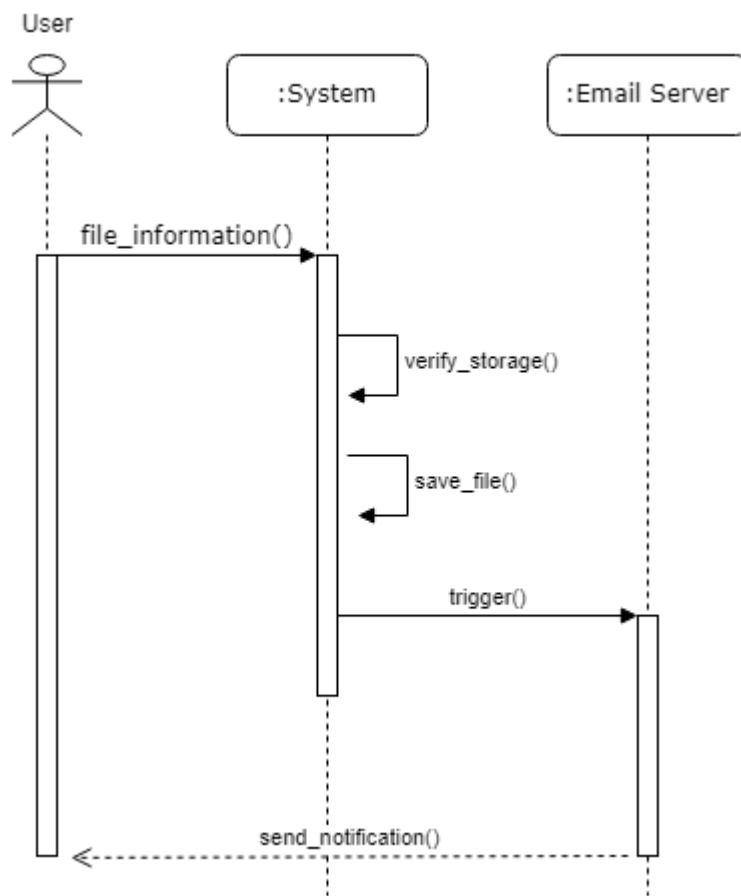 User
:System
:Email Server
file_information()
verify_storage()
save_file()
trigger()
send_notification()